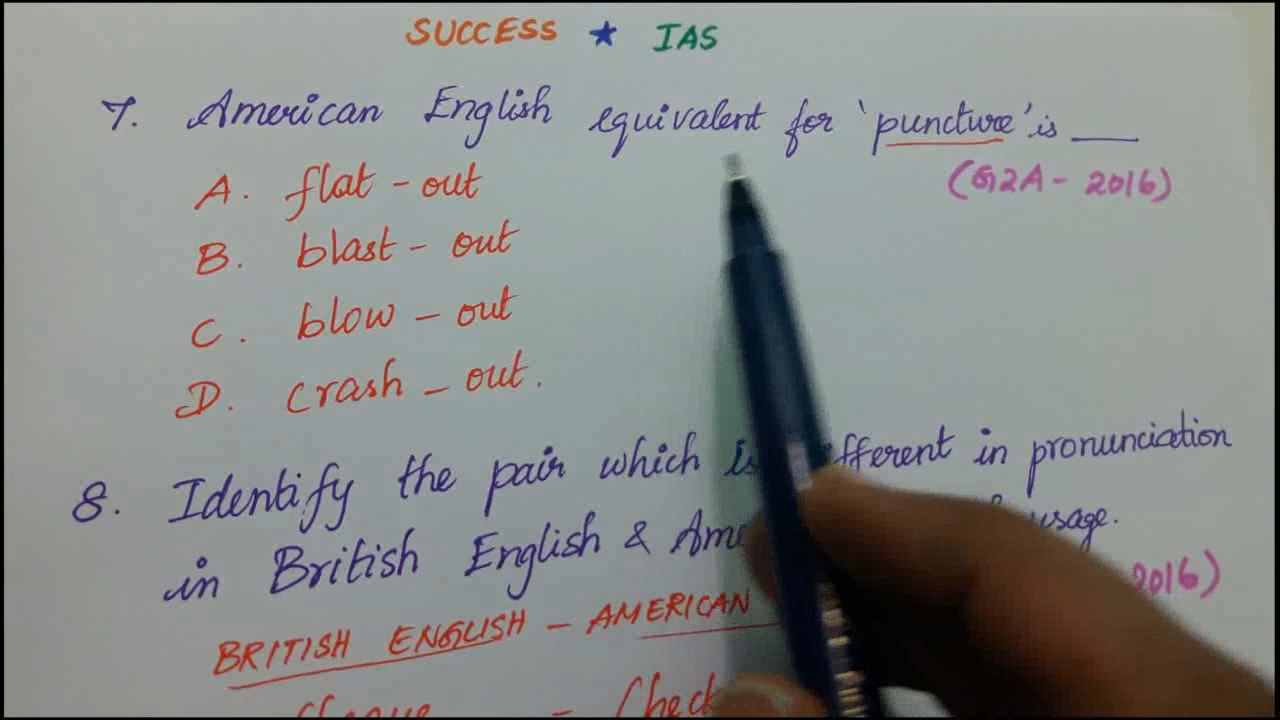 SUCCESS ★ IAS
7. American English equivalent for 'puncture' is ___
(G2A - 2016)
A. flat - out
B. blast - out
C. blow - out
D. crash - out.
8. Identify the pair which is different in pronunciation
in British English & usage.
2016)
BRITISH ENGLISH - AMERICAN
- Check